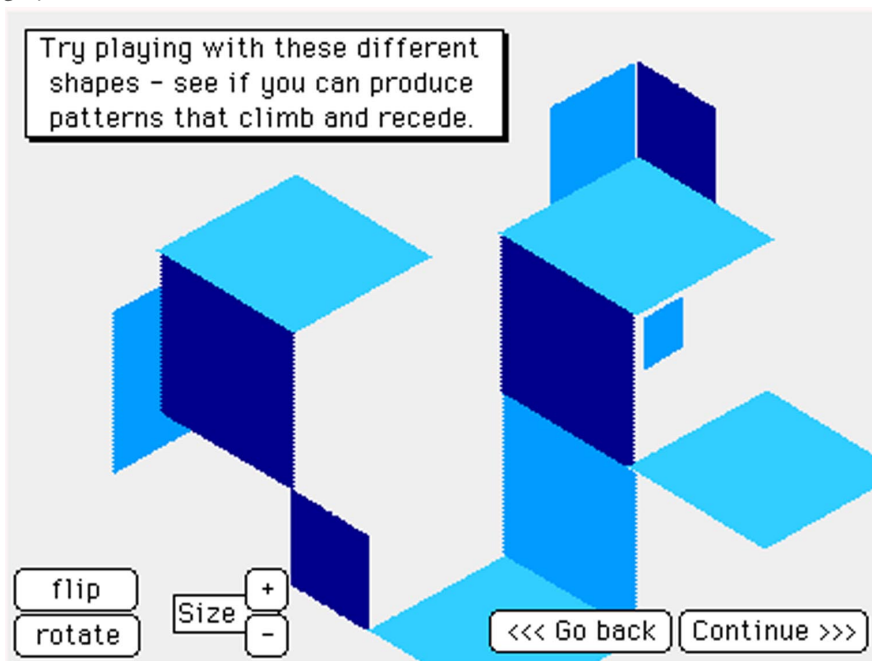 Try playing with these different
shapes - see if you can produce
patterns that climb and recede.
flip
rotate
Size
+
-
<<< Go back
Continue >>>